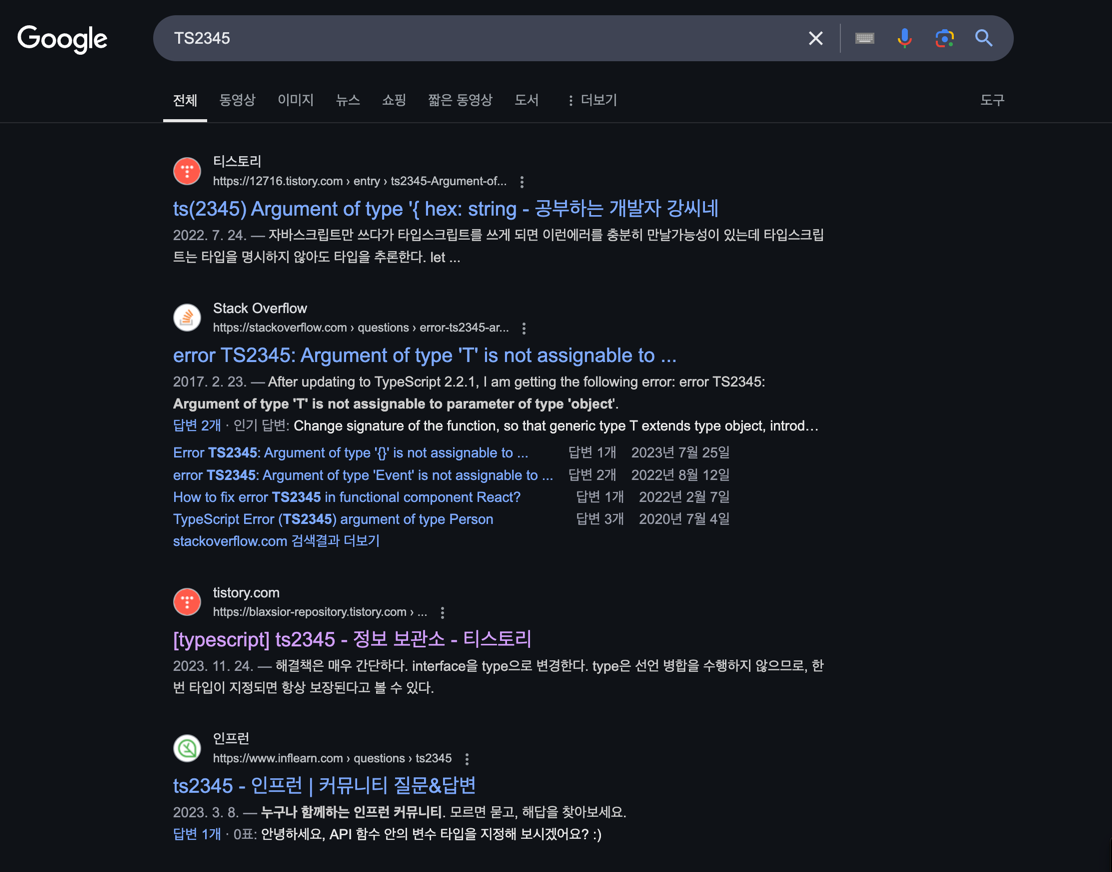 Google
TS2345
전체 동영상 이미지 뉴스 쇼핑 짧은 동영상 도서 더보기 도구
티스토리
https://12716.tistory.com › entry › ts2345-Argument-of...
ts(2345) Argument of type '{ hex: string - 공부하는 개발자 강씨네
2022. 7. 24. — 자바스크립트만 쓰다가 타입스크립트를 쓰게 되면 이런에러를 충분히 만날가능성이 있는데 타입스크립
트는 타입을 명시하지 않아도 타입을 추론한다. let ...
Stack Overflow
https://stackoverflow.com › questions › error-ts2345-ar...
error TS2345: Argument of type 'T' is not assignable to ...
2017. 2. 23. — After updating to TypeScript 2.2.1, I am getting the following error: error TS2345:
Argument of type 'T' is not assignable to parameter of type 'object'.
답변 2개 · 인기 답변: Change signature of the function, so that generic type T extends type object, introd…
Error TS2345: Argument of type '{}' is not assignable to ... 답변 1개 2023년 7월 25일
error TS2345: Argument of type 'Event' is not assignable to ... 답변 2개 2022년 8월 12일
How to fix error TS2345 in functional component React? 답변 1개 2022년 2월 7일
TypeScript Error (TS2345) argument of type Person 답변 3개 2020년 7월 4일
stackoverflow.com 검색결과 더보기
tistory.com
https://blaxsior-repository.tistory.com › ...
[typescript] ts2345 - 정보 보관소 - 티스토리
2023. 11. 24. — 해결책은 매우 간단하다. interface을 type으로 변경한다. type은 선언 병합을 수행하지 않으므로, 한
번 타입이 지정되면 항상 보장된다고 볼 수 있다.
인프런
https://www.inflearn.com › questions › ts2345
ts2345 - 인프런 | 커뮤니티 질문&답변
2023. 3. 8. — 누구나 함께하는 인프런 커뮤니티. 모르면 묻고, 해답을 찾아보세요.
답변 1개 · 0표: 안녕하세요, API 함수 안의 변수 타입을 지정해 보시겠어요? :)